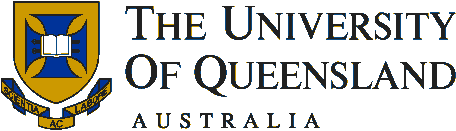 THE UNIVERSITY
OF QUEENSLAND
AUSTRALIA
SCIENTIA AC LABORE